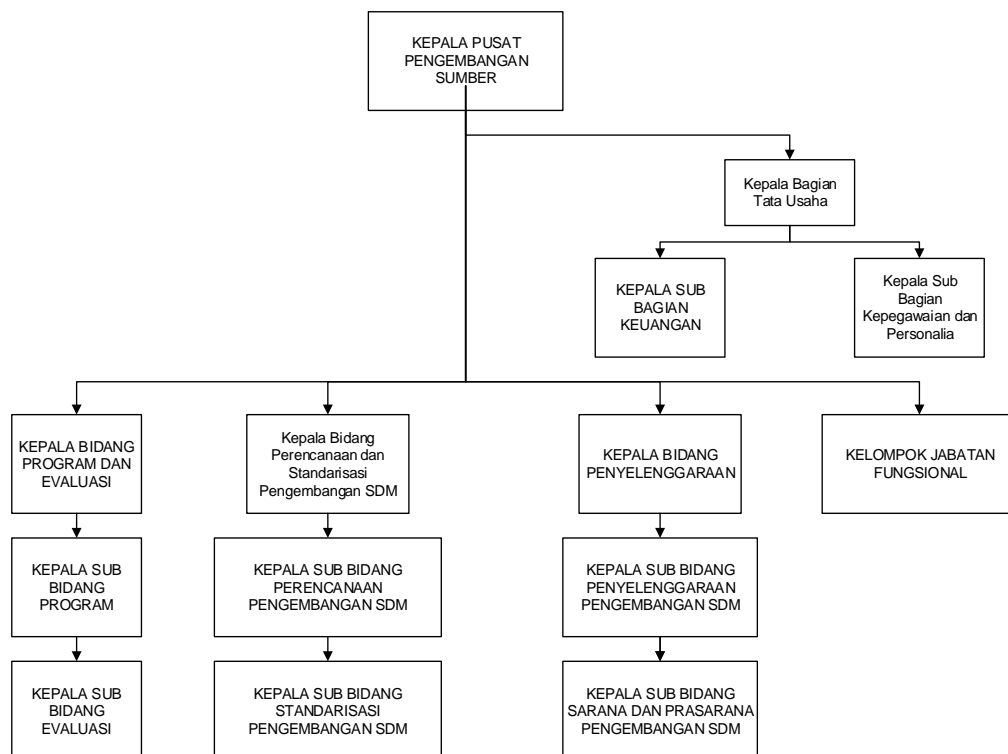 KEPALA PUSAT
PENGEMBANGAN
SUMBER
Kepala Bagian
Tata Usaha
KEPALA SUB
BAGIAN
KEUANGAN
Kepala Sub
Bagian
Kepegawaian dan
Personalia
KEPALA BIDANG
PROGRAM DAN
EVALUASI
Kepala Bidang
Perencanaan dan
Standarisasi
Pengembangan SDM
KEPALA BIDANG
PENYELENGGARAAN
KELOMPOK JABATAN
FUNGSIONAL
KEPALA SUB
BIDANG
PROGRAM
KEPALA SUB BIDANG
PERENCANAAN
PENGEMBANGAN SDM
KEPALA SUB BIDANG
PENYELENGGARAAN
PENGEMBANGAN SDM
KEPALA SUB
BIDANG
EVALUASI
KEPALA SUB BIDANG
STANDARISASI
PENGEMBANGAN SDM
KEPALA SUB BIDANG
SARANA DAN PRASARANA
PENGEMBANGAN SDM